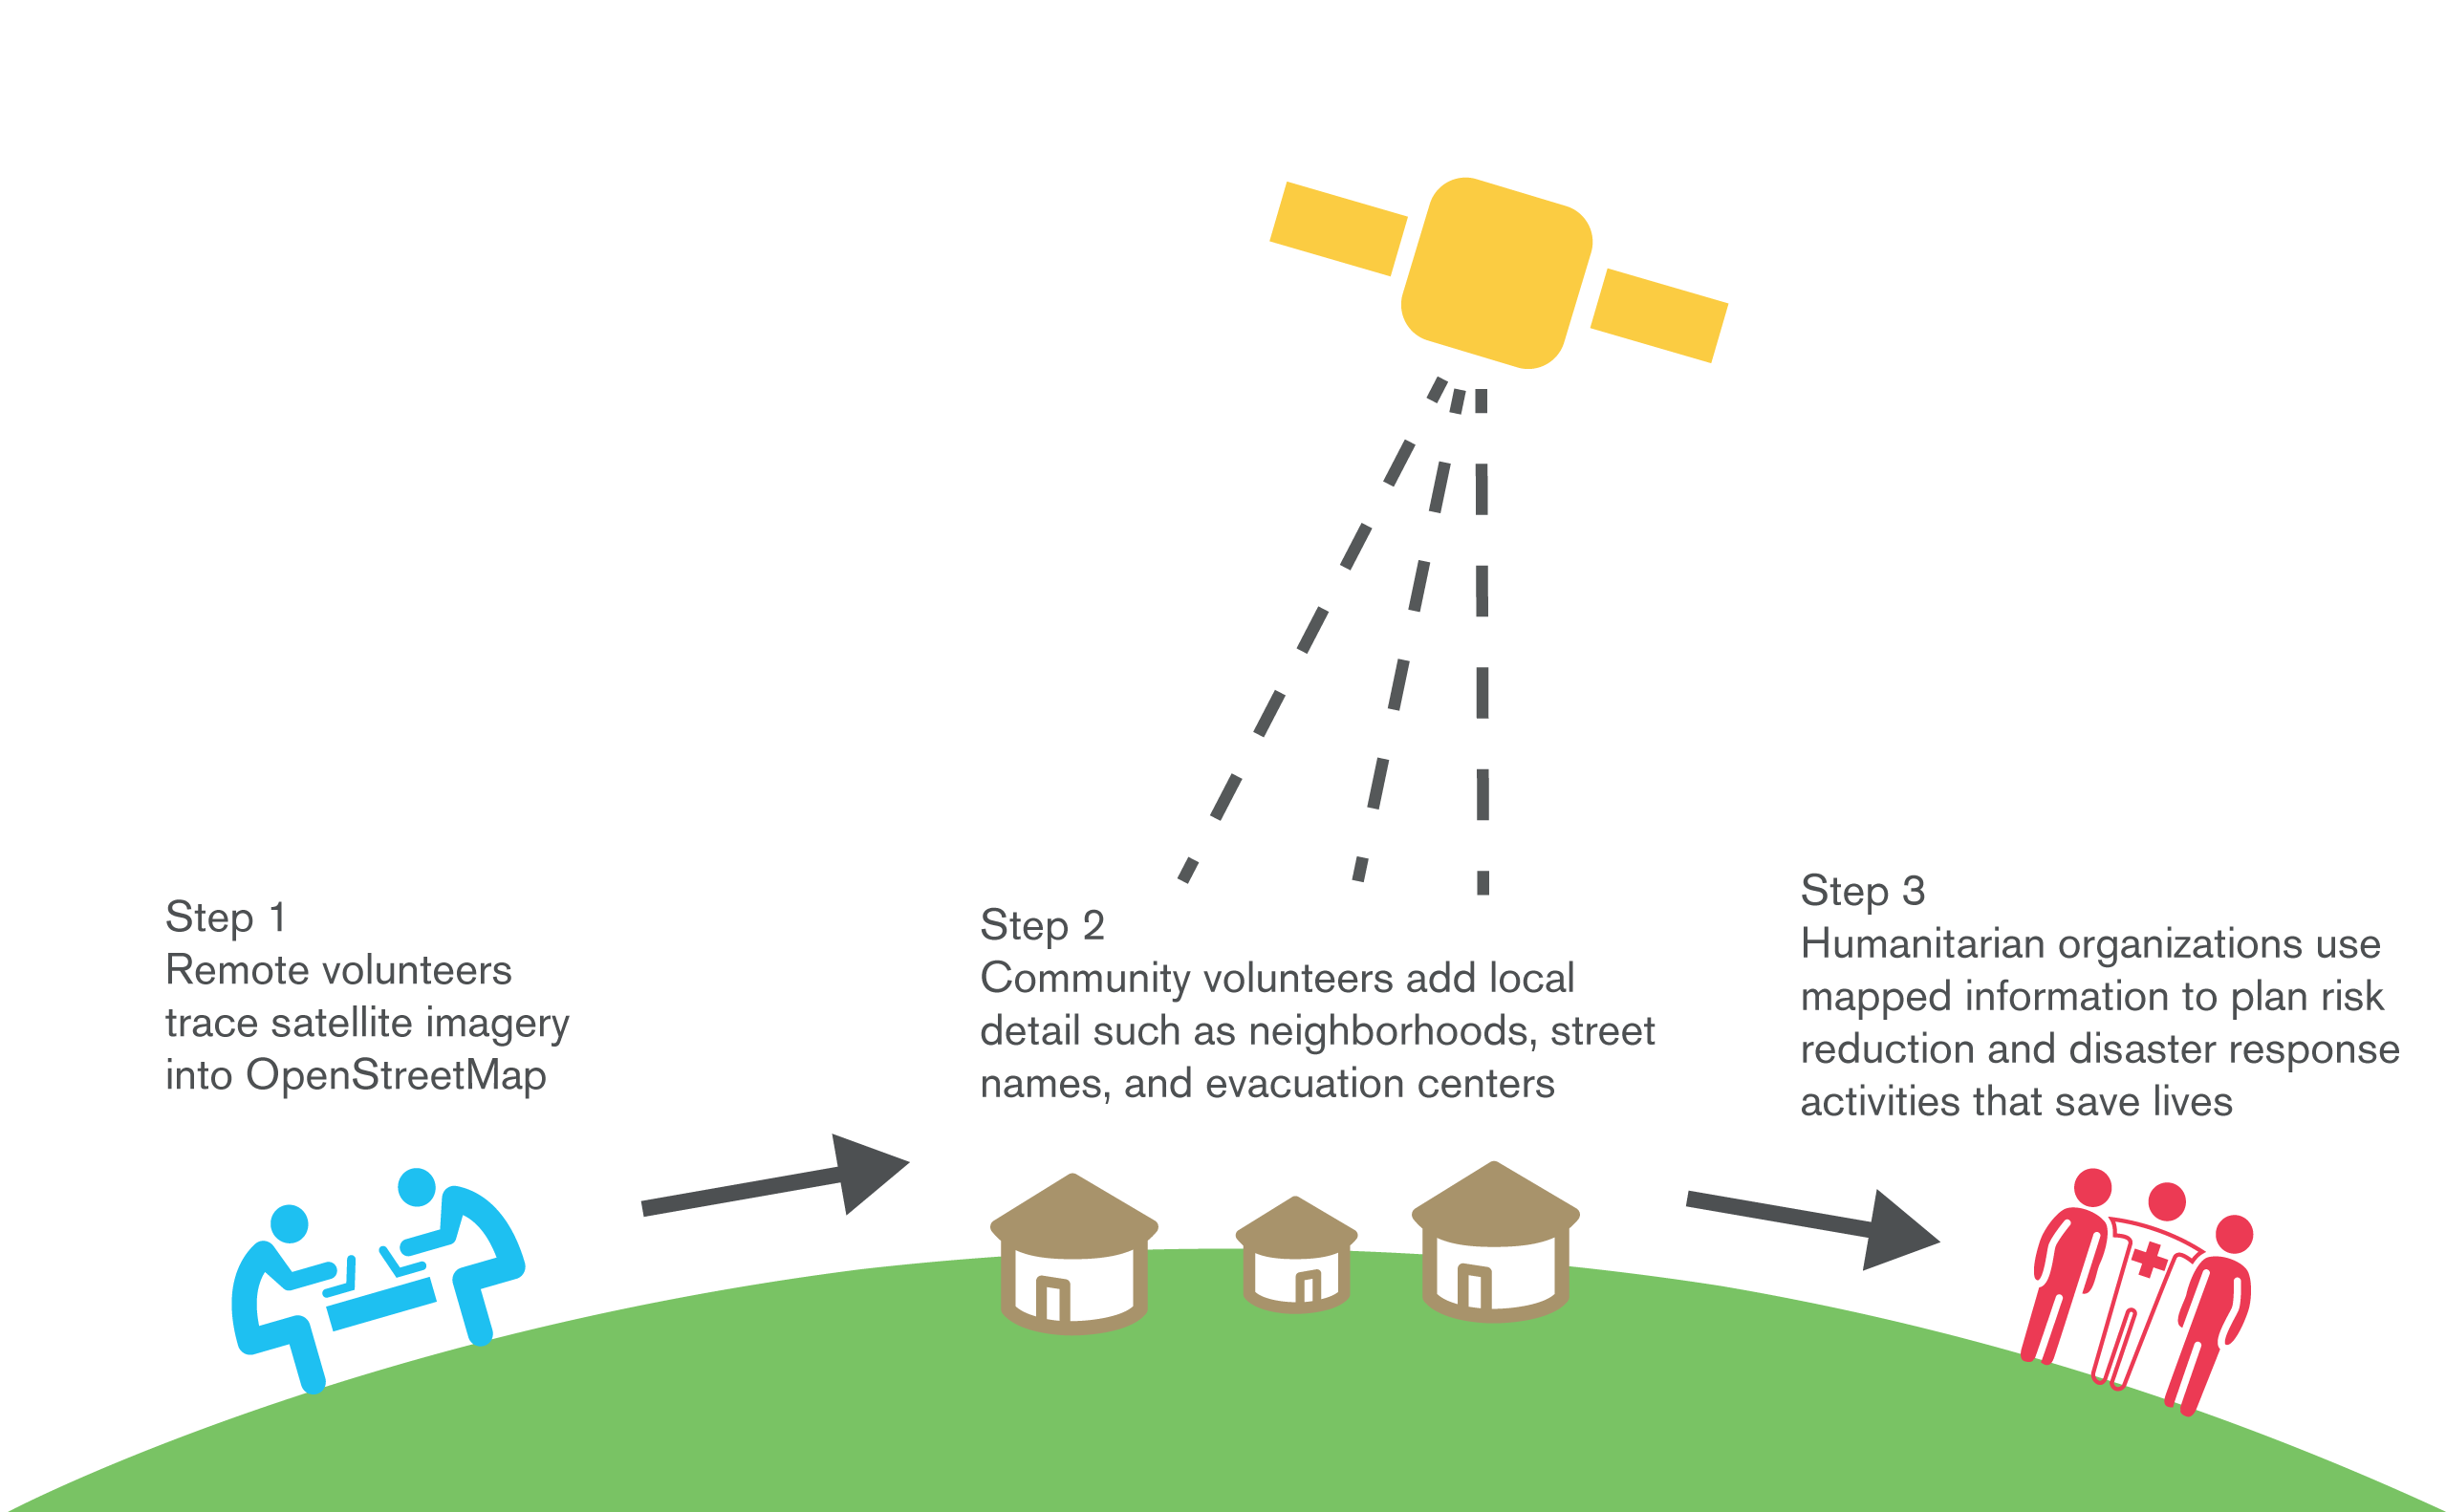 Step 1
Remote volunteers
trace satellite imagery
into OpenStreetMap
Step 2
Community volunteers add local
detail such as neighborhoods, street
names, and evacuation centers
Step 3
Humanitarian organizations use
mapped information to plan risk
reduction and disaster response
activities that save lives